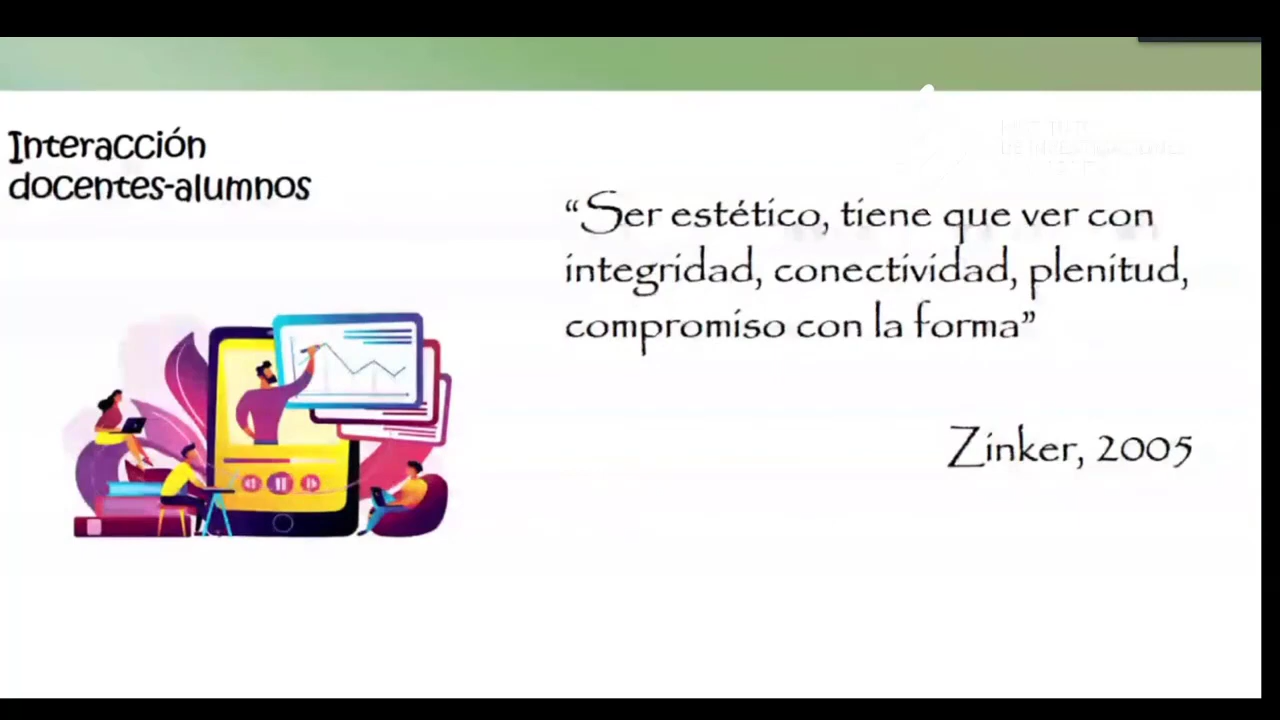 Interacción
docentes-alumnos
“Ser estético, tiene que ver con
integridad, conectividad, plenitud,
compromiso con la forma”
Zinker, 2005